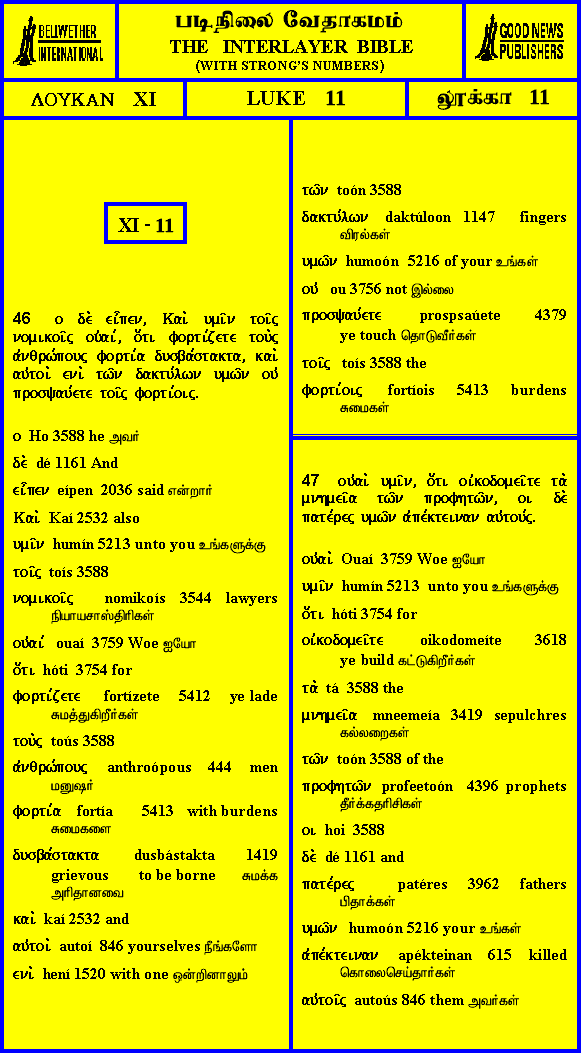 BELLWETHER
INTERNATIONAL
படிநிலை வேதாகமம்
THE INTERLAYER BIBLE
(WITH STRONG'S NUMBERS)
GOOD NEWS
PUBLISHERS
ΛΟΥΚΑΝ XI
LUKE 11
லூக்கா 11
XI - 11
46 ο δὲ εἶπεν, Καὶ υμῖν τοῖς
νομικοῖς οὐαί, ὅτι φορτίζετε τοὺς
ἀνθρώπους φορτία δυσβάστακτα, καὶ
αὐτοὶ ενὶ τῶν δακτύλων υμῶν οὐ
προσψαύετε τοῖς φορτίοις.
ο Ho 3588 he அவர்
δὲ dé 1161 And
εἶπεν eípen 2036 said என்றார்
Καὶ Kaí 2532 also
υμῖν humín 5213 unto you உங்களுக்கு
τοῖς toís 3588
νομικοῖς nomikoís 3544 lawyers
நியாயசாஸ்திரிகள்
οὐαί ouaí 3759 Woe ஐயோ
ὅτι hóti 3754 for
φορτίζετε fortízete 5412 ye lade
சுமத்துகிறீர்கள்
τοὺς toús 3588
ἀνθρώπους anthroópous 444 men
மனுஷர்
φορτία fortía 5413 with burdens
சுமைகளை
δυσβάστακτα dusbástakta 1419
grievous to be borne சுமக்க
அரிதானவை
καὶ kaí 2532 and
αὐτοὶ autoí 846 yourselves நீங்களோ
ενὶ hení 1520 with one ஒன்றினாலும்
τῶν toón 3588
δακτύλων daktúloon 1147 fingers
விரல்கள்
υμῶν humoón 5216 of your உங்கள்
οὐ ou 3756 not இல்லை
προσψαύετε prospsaúete 4379
ye touch தொடுவீர்கள்
τοῖς toís 3588 the
φορτίοις fortíois 5413 burdens
சுமைகள்
47 οὐαὶ υμῖν, ὅτι οἰκοδομεῖτε τὰ
μνημεῖα τῶν προφητῶν, οι δὲ
πατέρες υμῶν ἀπέκτειναν αὐτούς.
οὐαὶ Ouaí 3759 Woe ஐயோ
υμῖν humín 5213 unto you உங்களுக்கு
ὅτι hóti 3754 for
οἰκοδομεῖτε oikodomeíte 3618
ye build கட்டுகிறீர்கள்
τὰ tá 3588 the
μνημεῖα mneemeía 3419 sepulchres
கல்லறைகள்
τῶν toón 3588 of the
προφητῶν profeetoón 4396 prophets
தீர்க்கதரிசிகள்
οι hoi 3588
δὲ dé 1161 and
πατέρες patéres 3962 fathers
பிதாக்கள்
υμῶν humoón 5216 your உங்கள்
ἀπέκτειναν apékteinan 615 killed
கொலைசெய்தார்கள்
αὐτοῖς autoús 846 them அவர்கள்